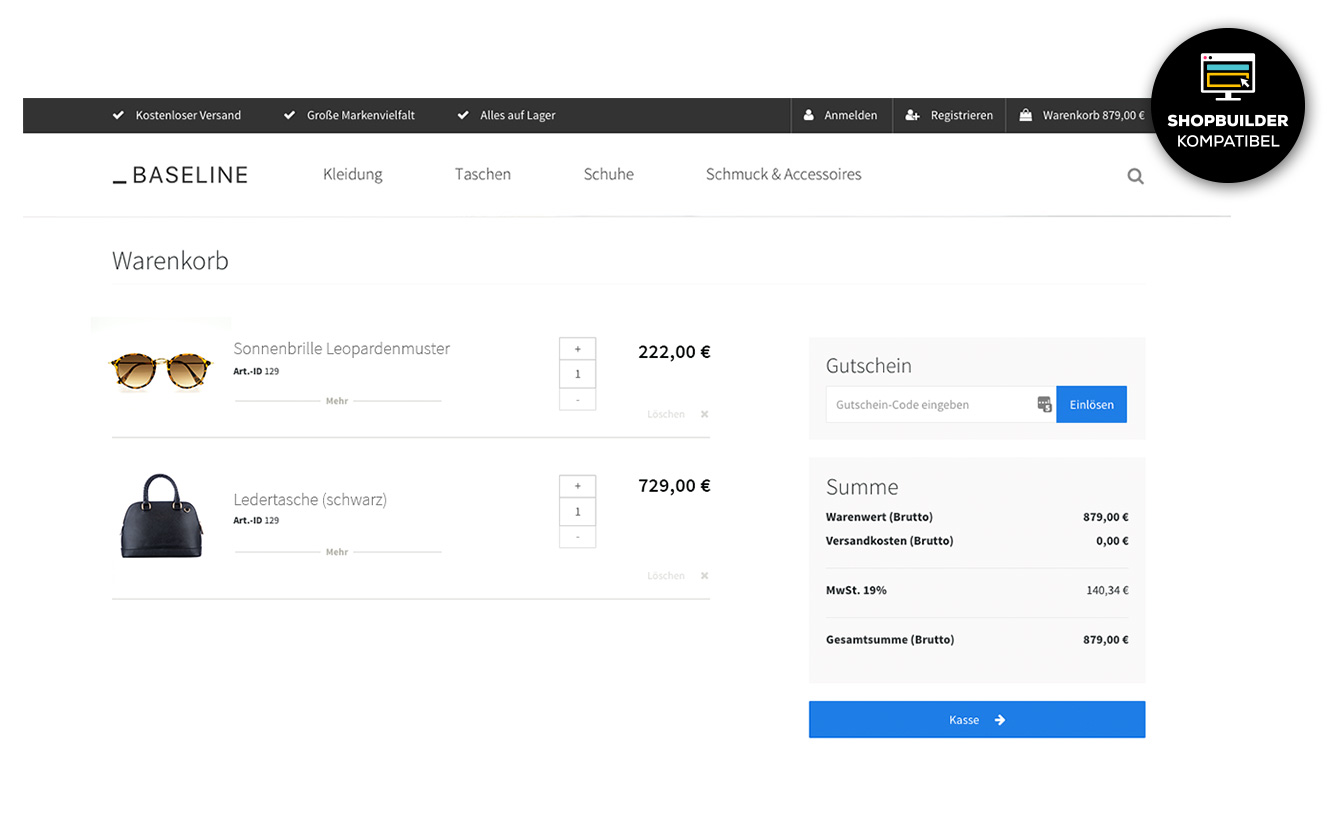 SHOPBUILDER
KOMPATIBEL
Kostenloser Versand
Große Markenvielfalt
Alles auf Lager
Anmelden
Registrieren
Warenkorb 879,00 €
_ BASELINE
Kleidung
Taschen
Schuhe
Schmuck & Accessoires
Warenkorb
Sonnenbrille Leopardenmuster
Art.-ID 129
Mehr
+
1
-
222,00 €
Löschen ×
Ledertasche (schwarz)
Art.-ID 129
Mehr
+
1
-
729,00 €
Löschen ×
Gutschein
Gutschein-Code eingeben
Einlösen
Summe
Warenwert (Brutto) 879,00 €
Versandkosten (Brutto) 0,00 €
MwSt. 19% 140,34 €
Gesamtsumme (Brutto) 879,00 €
Kasse →